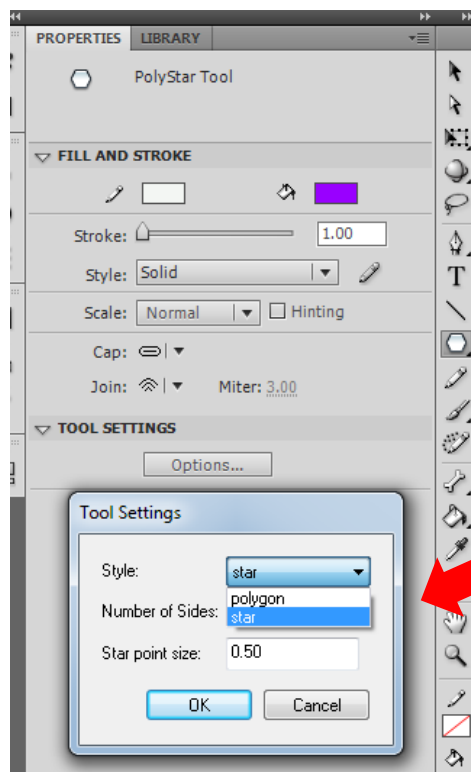 PROPERTIES LIBRARY
PolyStar Tool
FILL AND STROKE
Stroke: 1.00
Style: Solid
Scale: Normal Hinting
Cap:
Join: Miter: 3.00
TOOL SETTINGS
Options...
Tool Settings
Style: star
polygon
Number of Sides: star
Star point size: 0.50
OK Cancel
T